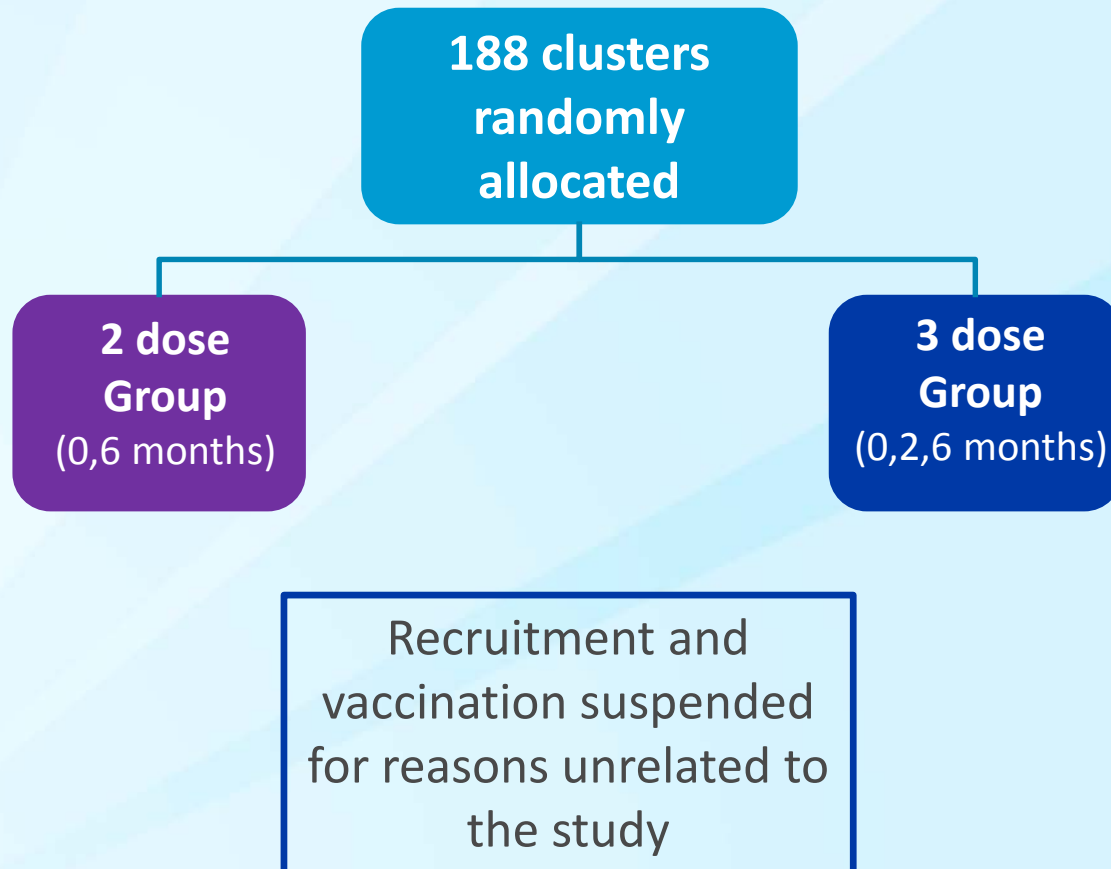 188 clusters
randomly
allocated
2 dose
Group
(0,6 months)
3 dose
Group
(0,2,6 months)
Recruitment and
vaccination suspended
for reasons unrelated to
the study